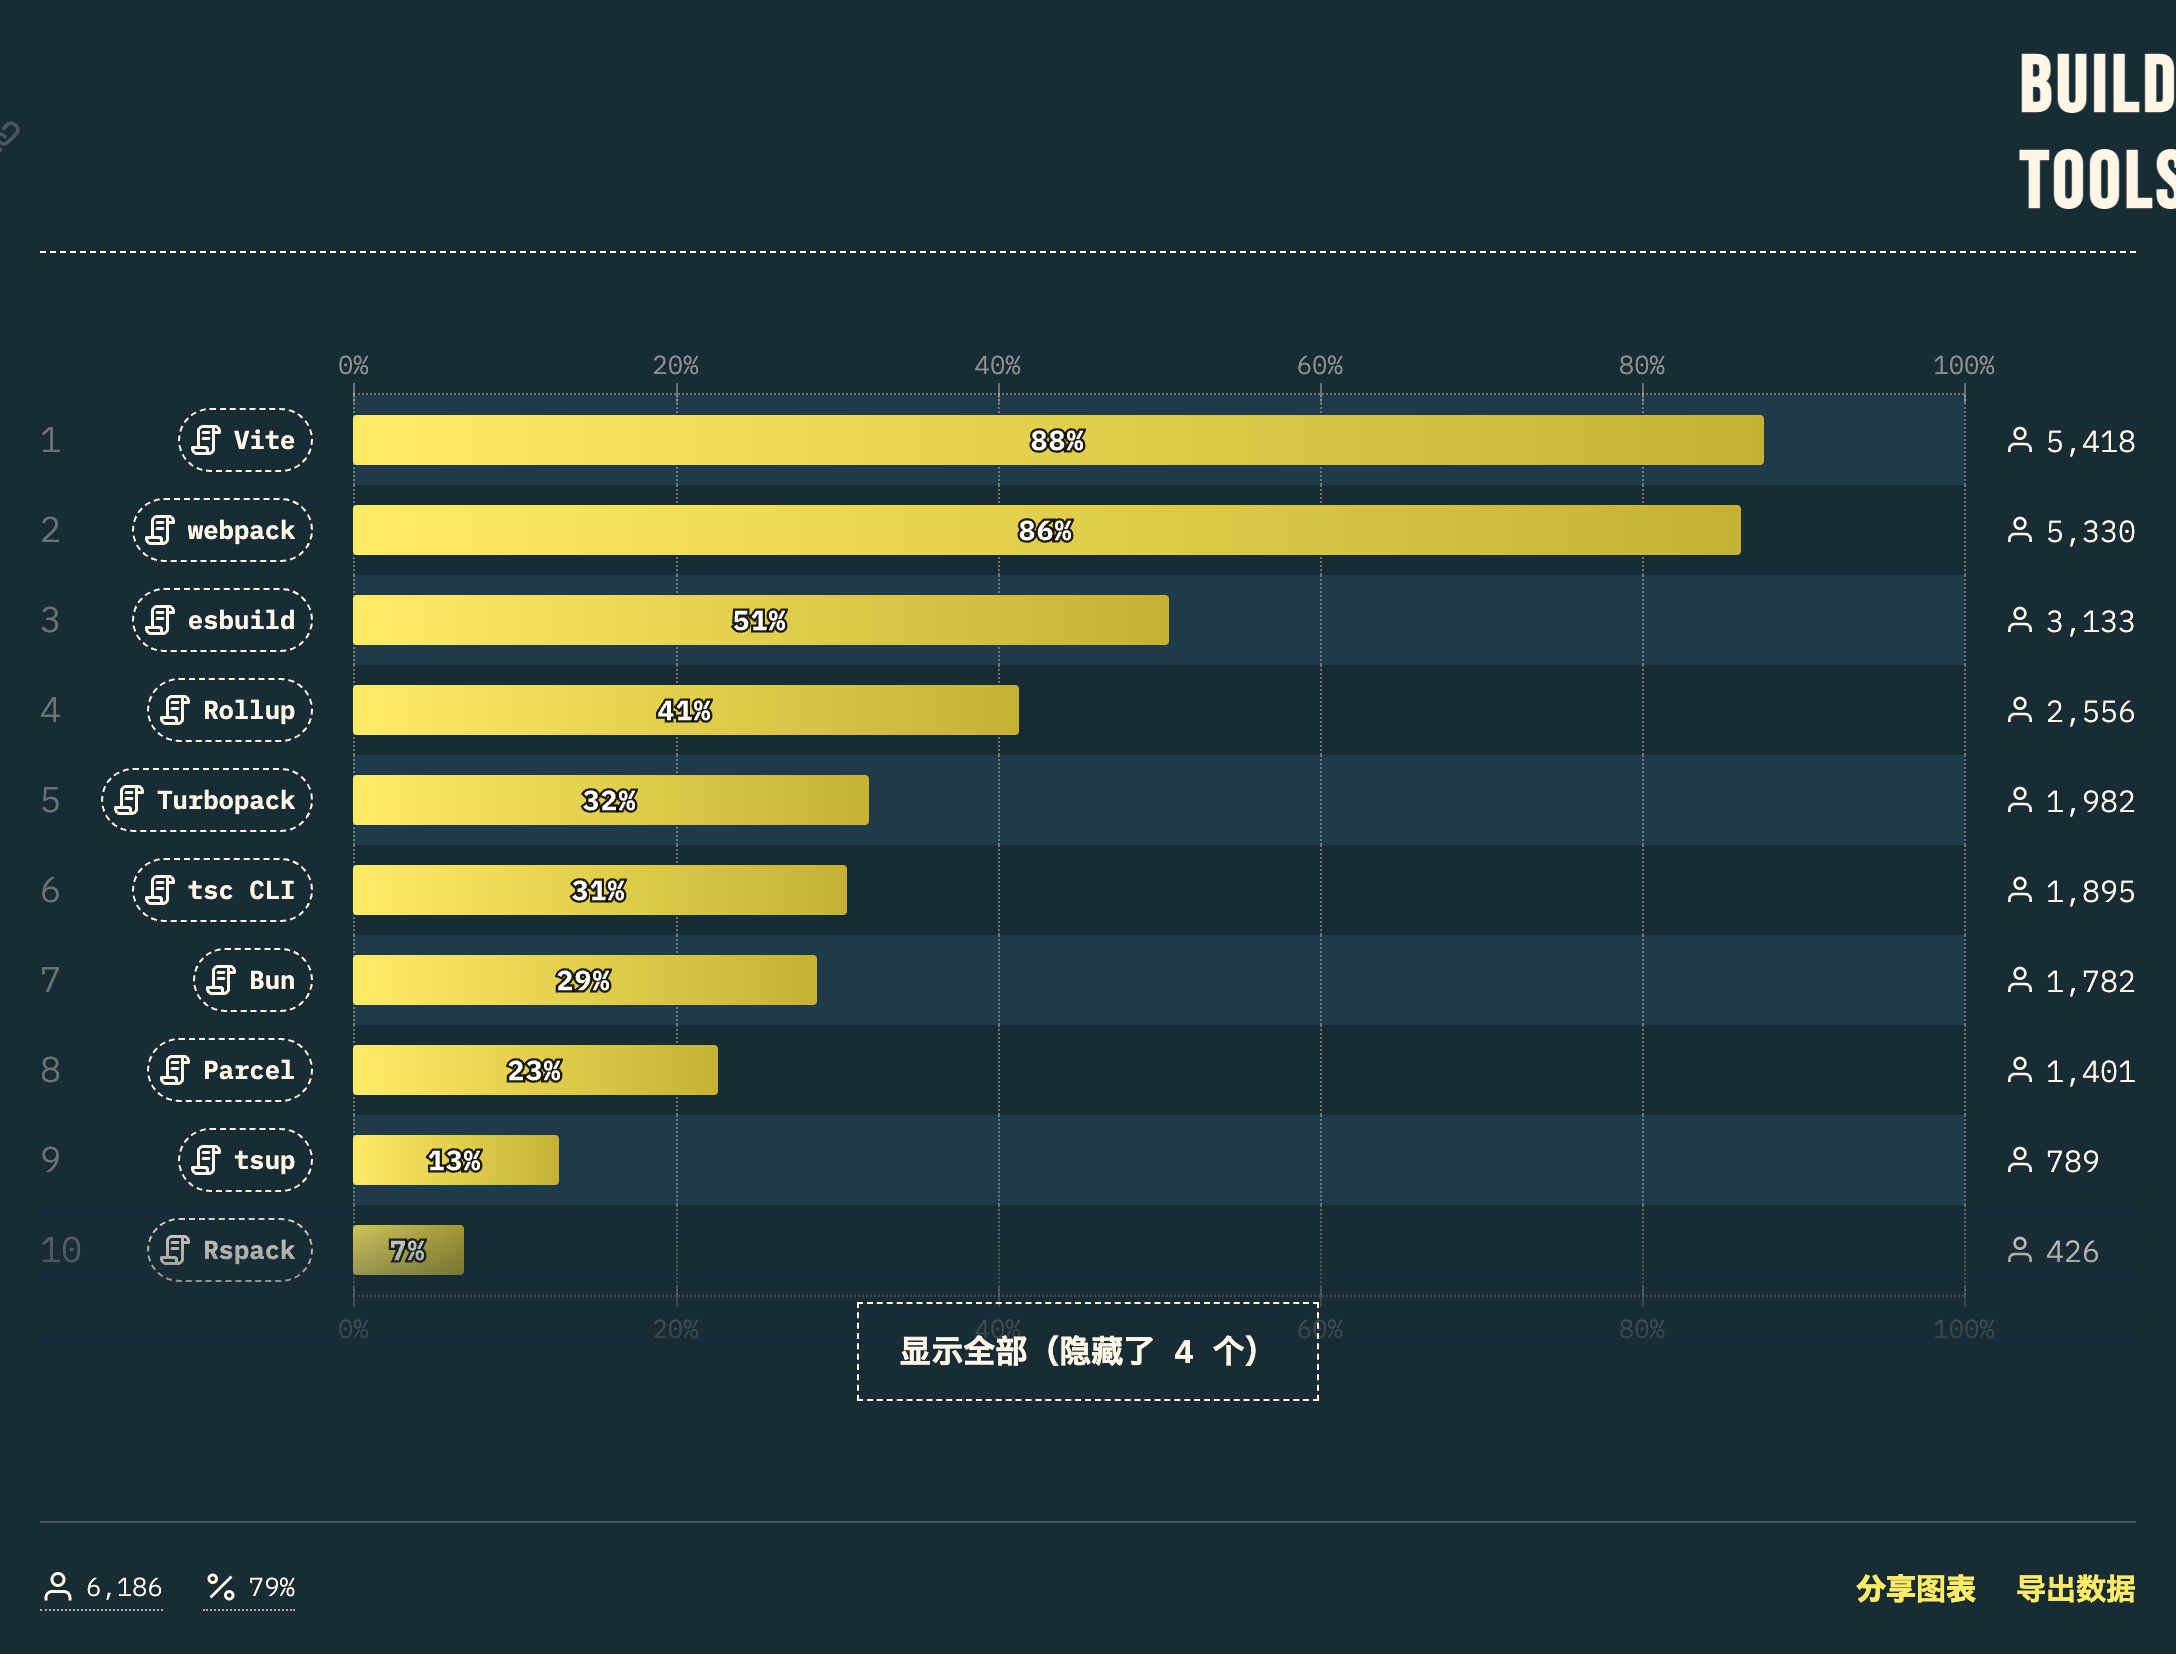 BUILD
TOOLS
0% 20% 40% 60% 80% 100%
1 Vite 88% 5,418
2 webpack 86% 5,330
3 esbuild 51% 3,133
4 Rollup 41% 2,556
5 Turbopack 32% 1,982
6 tsc CLI 31% 1,895
7 Bun 29% 1,782
8 Parcel 23% 1,401
9 tsup 13% 789
10 Rspack 7% 426
0% 20% 40% 60% 80% 100%
显示全部（隐藏了 4 个）
6,186 79% 分享图表 导出数据